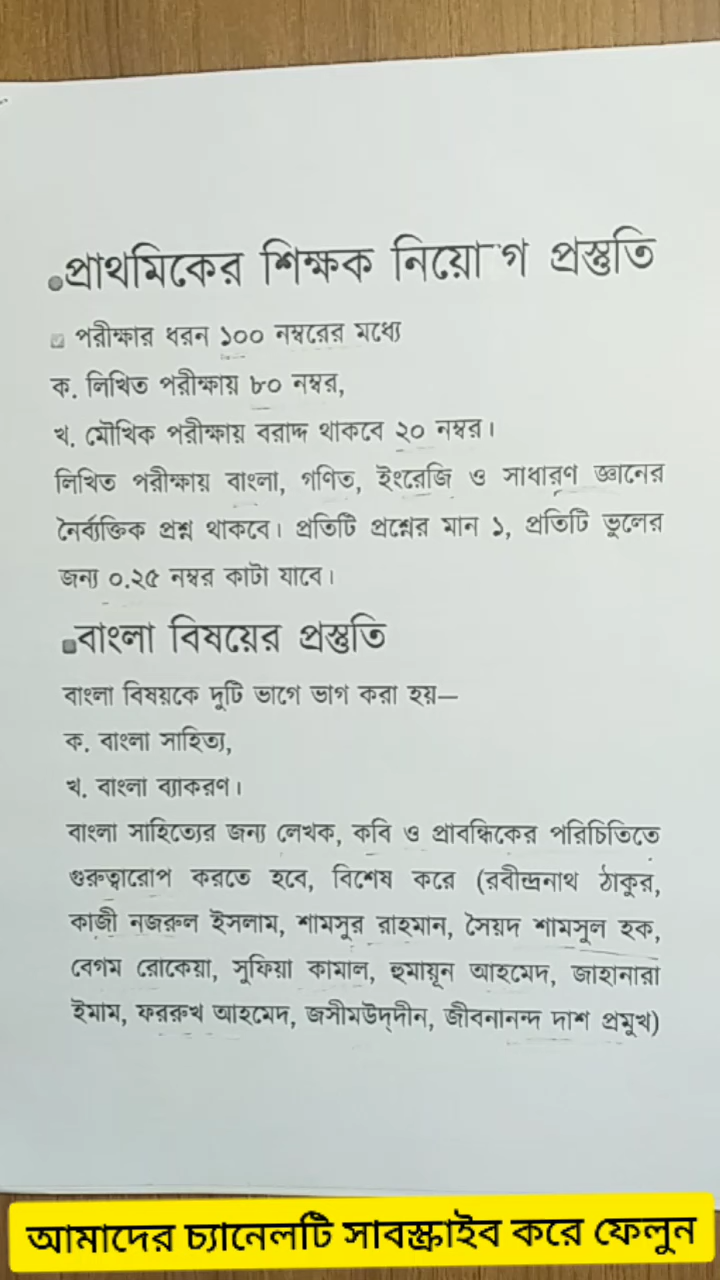 প্রাথমিকের শিক্ষক নিয়োগ প্রস্তুতি
পরীক্ষার ধরন ১০০ নম্বরের মধ্যে
ক. লিখিত পরীক্ষায় ৮০ নম্বর,
খ. মৌখিক পরীক্ষায় বরাদ্দ থাকবে ২০ নম্বর।
লিখিত পরীক্ষায় বাংলা, গণিত, ইংরেজি ও সাধারণ জ্ঞানের
নৈর্ব্যক্তিক প্রশ্ন থাকবে। প্রতিটি প্রশ্নের মান ১, প্রতিটি ভুলের
জন্য ০.২৫ নম্বর কাটা যাবে।
বাংলা বিষয়ের প্রস্তুতি
বাংলা বিষয়কে দুটি ভাগে ভাগ করা হয়—
ক. বাংলা সাহিত্য,
খ. বাংলা ব্যাকরণ।
বাংলা সাহিত্যের জন্য লেখক, কবি ও প্রাবন্ধিকের পরিচিতিতে
গুরুত্বারোপ করতে হবে, বিশেষ করে (রবীন্দ্রনাথ ঠাকুর,
কাজী নজরুল ইসলাম, শামসুর রাহমান, সৈয়দ শামসুল হক,
বেগম রোকেয়া, সুফিয়া কামাল, হুমায়ূন আহমেদ, জাহানারা
ইমাম, ফররুখ আহমেদ, জসীমউদ্‌দীন, জীবনানন্দ দাশ প্রমুখ)
আমাদের চ্যানেলটি সাবস্ক্রাইব করে ফেলুন